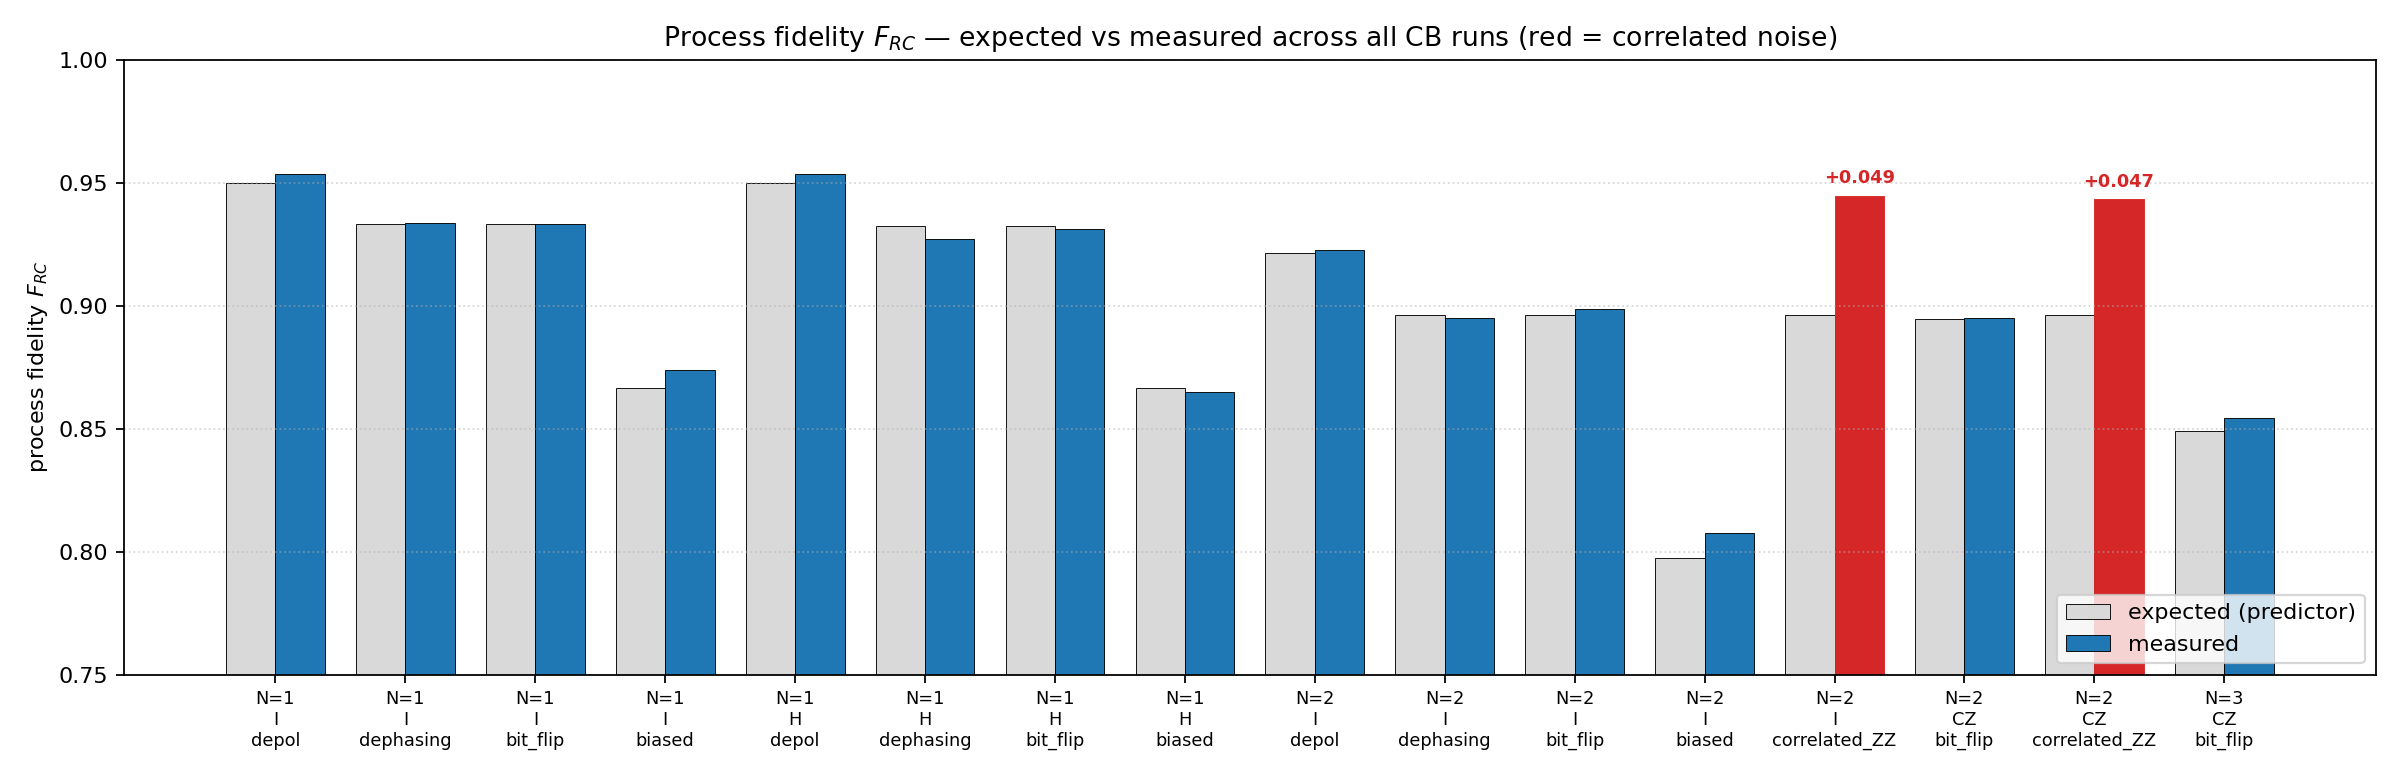 Process fidelity F_RC — expected vs measured across all CB runs (red = correlated noise)
process fidelity F_RC
1.00
0.95
0.90
0.85
0.80
0.75
+0.049
+0.047
expected (predictor)
measured
N=1
I
depol
N=1
I
dephasing
N=1
I
bit_flip
N=1
I
biased
N=1
H
depol
N=1
H
dephasing
N=1
H
bit_flip
N=1
H
biased
N=2
I
depol
N=2
I
dephasing
N=2
I
bit_flip
N=2
I
biased
N=2
I
correlated_ZZ
N=2
CZ
bit_flip
N=2
CZ
correlated_ZZ
N=3
CZ
bit_flip